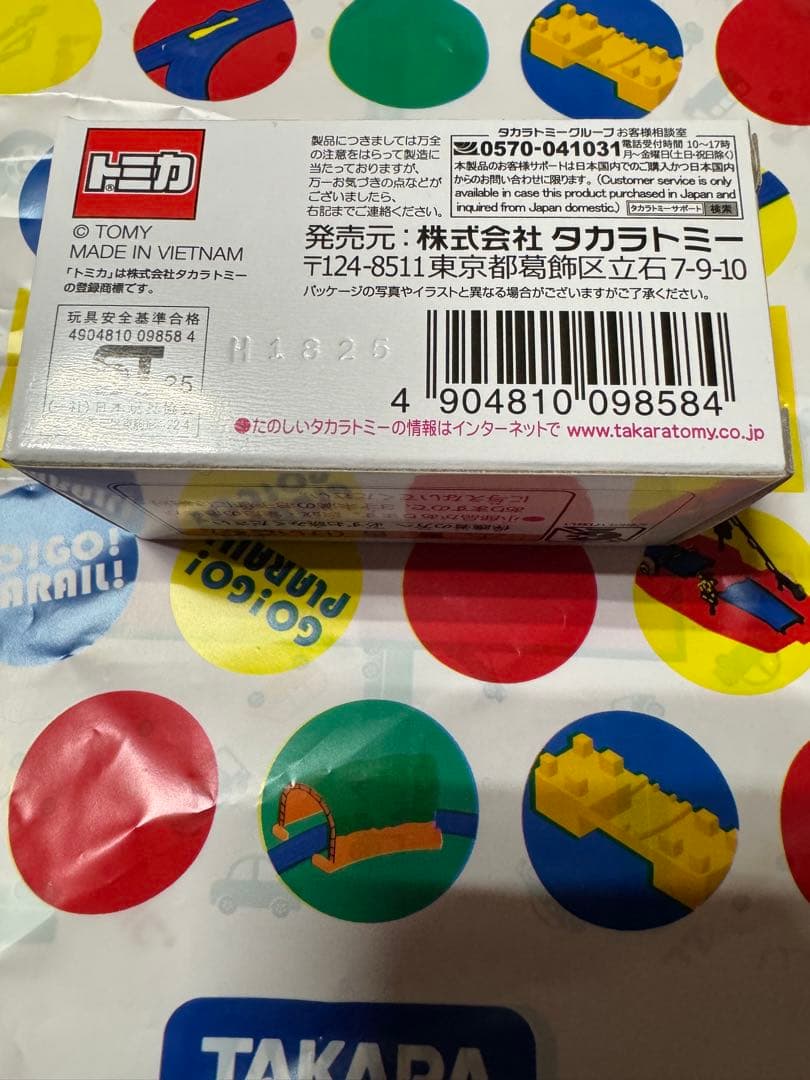 トミカ
®
© TOMY
MADE IN VIETNAM
「トミカ」は株式会社タカラトミー
の登録商標です。
製品につきましては万全
の注意をはらって製造に
当たっておりますが、
万一お気づきの点などが
ございましたら、
右記までご連絡ください。
タカラトミーグループ お客様相談室
0570-041031 電話受付時間 10〜17時
月〜金曜日(土・日・祝日除く)
本製品のお客様サポートは日本国内でのご購入かつ日本国内
からのお問い合わせに限ります。(Customer service is only
available in case this product purchased in Japan and
inquired from Japan domestic.) タカラトミーサポート 検索
発売元：株式会社 タカラトミー
〒124-8511 東京都葛飾区立石 7-9-10
パッケージの写真やイラストと異なる場合がございますがご了承ください。
玩具安全基準合格
4904810 09858 4
ST 25
H1825
4 904810 098584
●たのしいタカラトミーの情報はインターネットで www.takaratomy.co.jp
GO!GO!
PLARAIL!
TAKARA